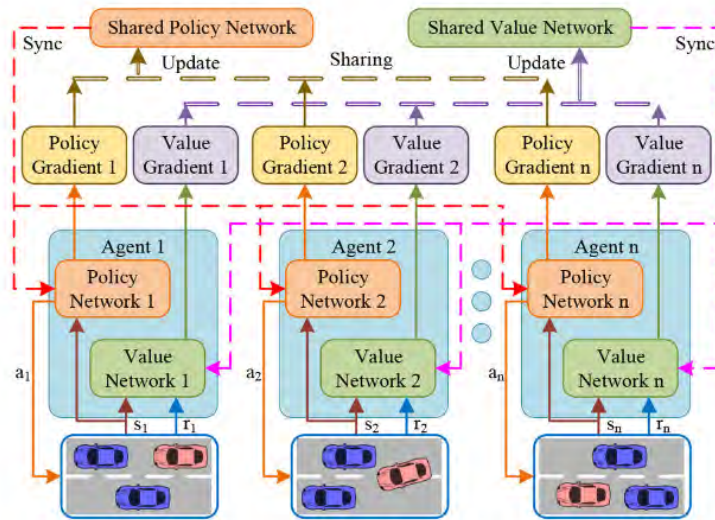 Shared Policy Network
Shared Value Network
Sync
Sync
Update
Sharing
Update
Policy
Gradient 1
Value
Gradient 1
Policy
Gradient 2
Value
Gradient 2
Policy
Gradient n
Value
Gradient n
Agent 1
Agent 2
Agent n
Policy
Network 1
Policy
Network 2
Policy
Network n
Value
Network 1
Value
Network 2
Value
Network n
a₁
a₂
aₙ
s₁
r₁
s₂
r₂
sₙ
rₙ